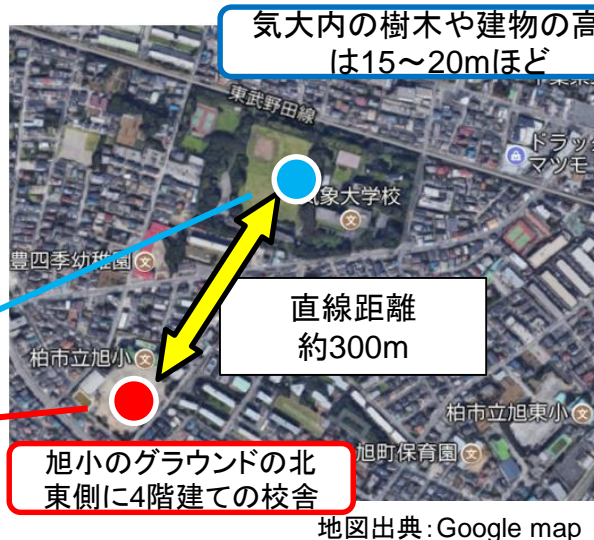 気大内の樹木や建物の高
は15～20mほど
東武野田線
ドラッ
マツモ
気象大学校
豊四季幼稚園
直線距離
約300m
柏市立旭小
柏市立旭東小
旭町保育園
旭小のグラウンドの北
東側に4階建ての校舎
地図出典:Google map